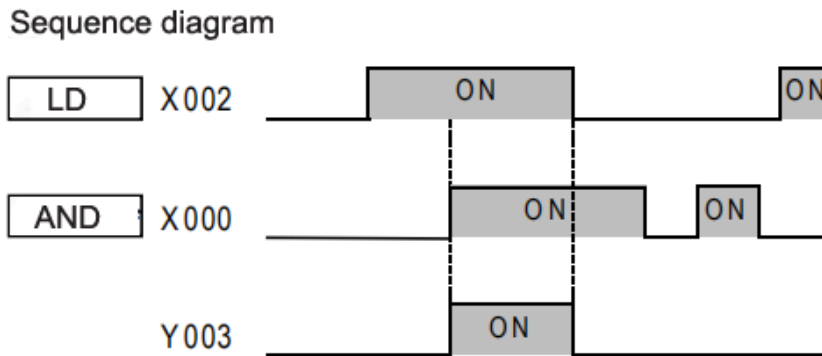 Sequence diagram
LD X002 ON ON
AND X000 ON ON
Y003 ON